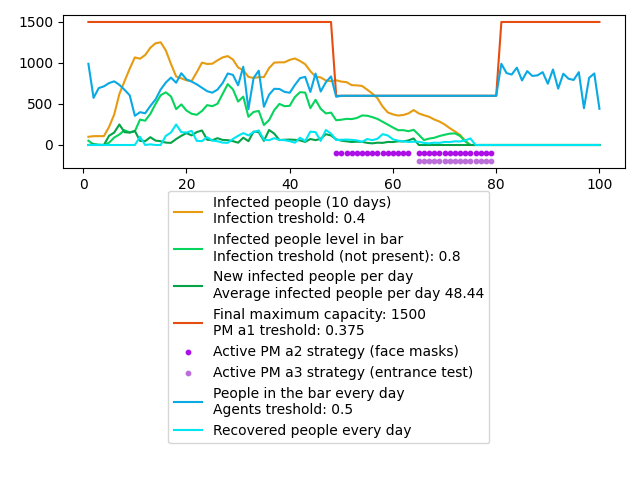 1500
1000
500
0
0 20 40 60 80 100
Infected people (10 days)
Infection treshold: 0.4
Infected people level in bar
Infection treshold (not present): 0.8
New infected people per day
Average infected people per day 48.44
Final maximum capacity: 1500
PM a1 treshold: 0.375
Active PM a2 strategy (face masks)
Active PM a3 strategy (entrance test)
People in the bar every day
Agents treshold: 0.5
Recovered people every day